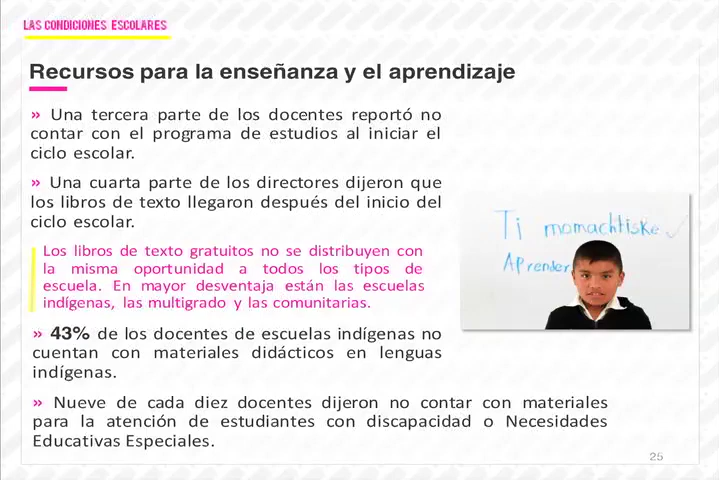 LAS CONDICIONES ESCOLARES
Recursos para la enseñanza y el aprendizaje
» Una tercera parte de los docentes reportó no
contar con el programa de estudios al iniciar el
ciclo escolar.
» Una cuarta parte de los directores dijeron que
los libros de texto llegaron después del inicio del
ciclo escolar.
Los libros de texto gratuitos no se distribuyen con
la misma oportunidad a todos los tipos de
escuela. En mayor desventaja están las escuelas
indígenas, las multigrado y las comunitarias.
» 43% de los docentes de escuelas indígenas no
cuentan con materiales didácticos en lenguas
indígenas.
» Nueve de cada diez docentes dijeron no contar con materiales
para la atención de estudiantes con discapacidad o Necesidades
Educativas Especiales.
Ti momachtiske
Aprender
25